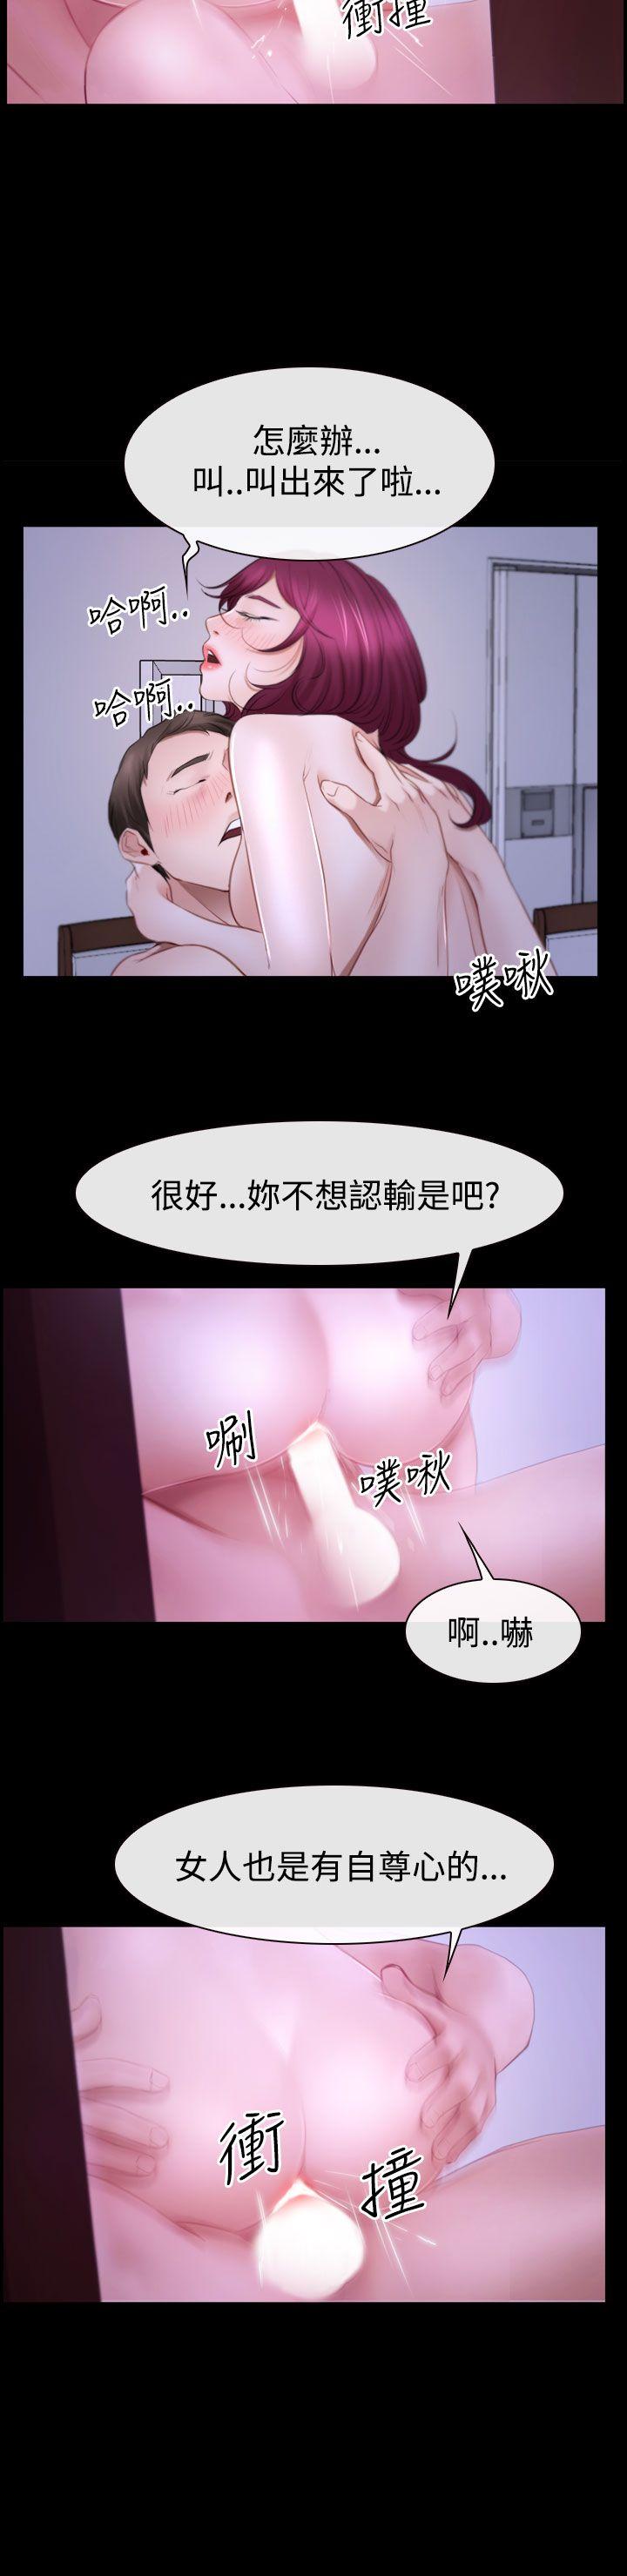 衝撞
怎麼辦...
叫..叫出來了啦...
哈啊..
哈啊..
噗啾
很好...妳不想認輸是吧?
唰
噗啾
啊..嚇
女人也是有自尊心的...
衝
撞